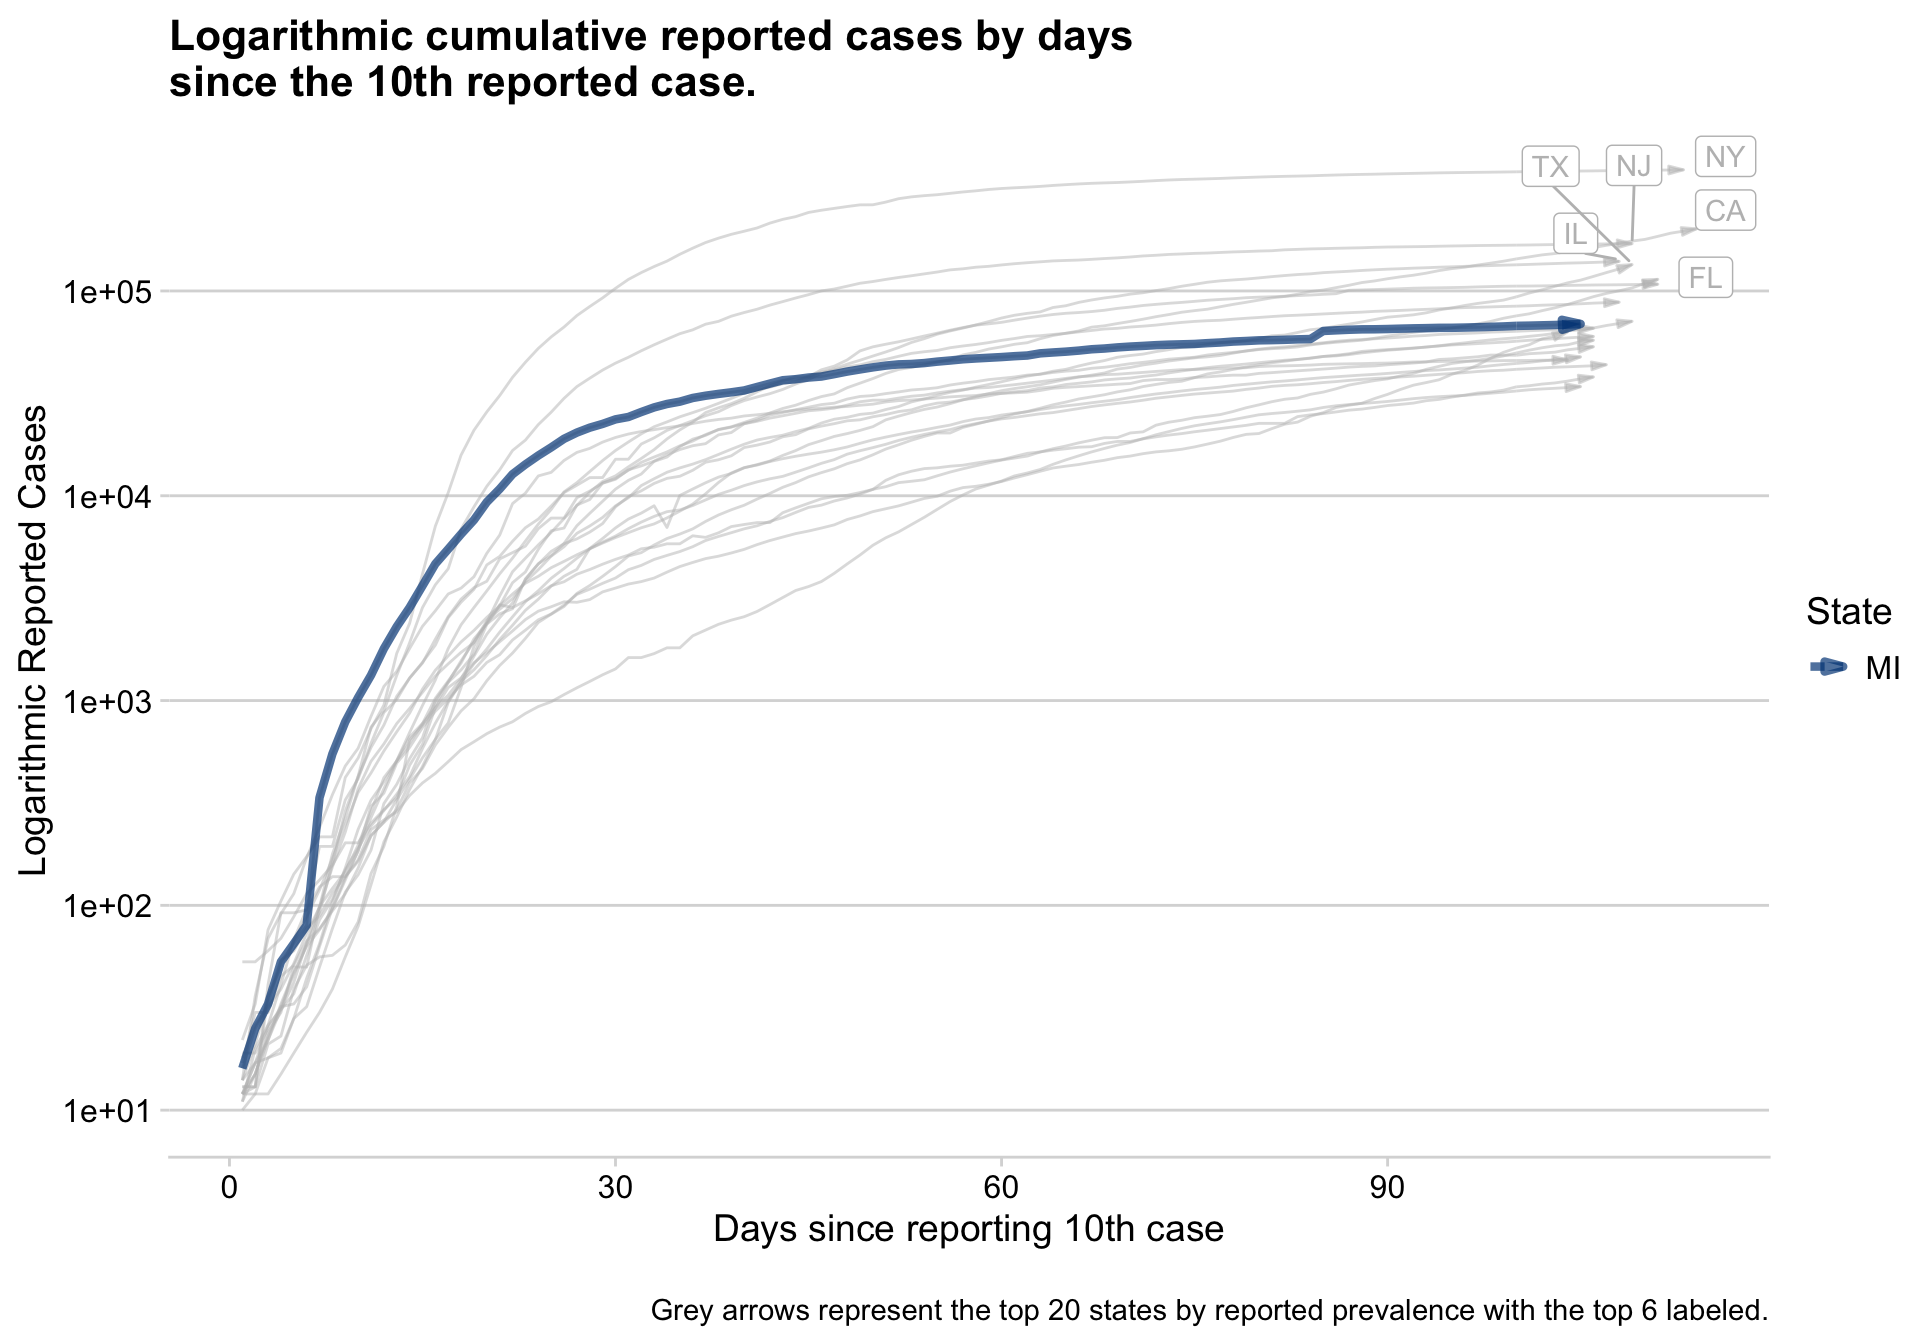 Logarithmic cumulative reported cases by days
since the 10th reported case.
TX
NJ
NY
CA
IL
FL
1e+05
1e+04
1e+03
1e+02
1e+01
Logarithmic Reported Cases
State
MI
0
30
60
90
Days since reporting 10th case
Grey arrows represent the top 20 states by reported prevalence with the top 6 labeled.